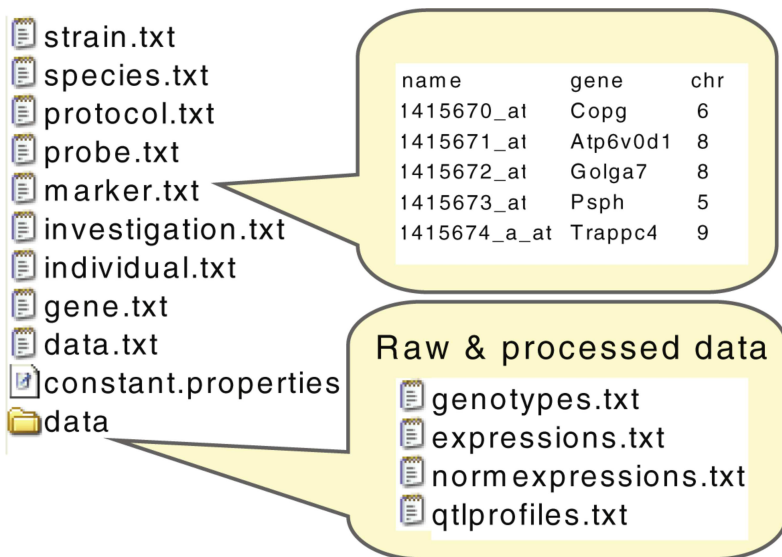 strain.txt
species.txt
protocol.txt
probe.txt
marker.txt
investigation.txt
individual.txt
gene.txt
data.txt
constant.properties
data
name gene chr
1415670_at Copg 6
1415671_at Atp6v0d1 8
1415672_at Golga7 8
1415673_at Psph 5
1415674_a_at Trappc4 9
Raw & processed data
genotypes.txt
expressions.txt
normexpressions.txt
qtlprofiles.txt